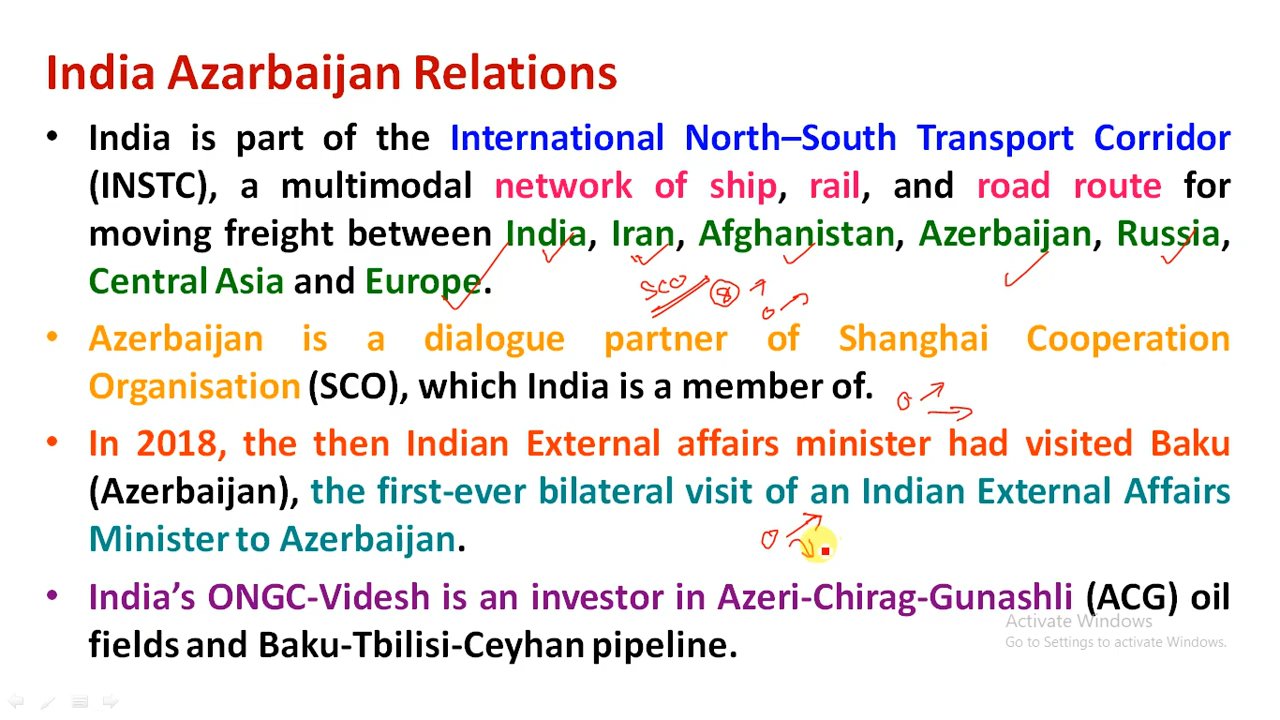 India Azarbaijan Relations
• India is part of the International North–South Transport Corridor
(INSTC), a multimodal network of ship, rail, and road route for
moving freight between India, Iran, Afghanistan, Azerbaijan, Russia,
Central Asia and Europe.
SCO 8
• Azerbaijan is a dialogue partner of Shanghai Cooperation
Organisation (SCO), which India is a member of.
• In 2018, the then Indian External affairs minister had visited Baku
(Azerbaijan), the first-ever bilateral visit of an Indian External Affairs
Minister to Azerbaijan.
• India's ONGC-Videsh is an investor in Azeri-Chirag-Gunashli (ACG) oil
fields and Baku-Tbilisi-Ceyhan pipeline.
Activate Windows
Go to Settings to activate Windows.